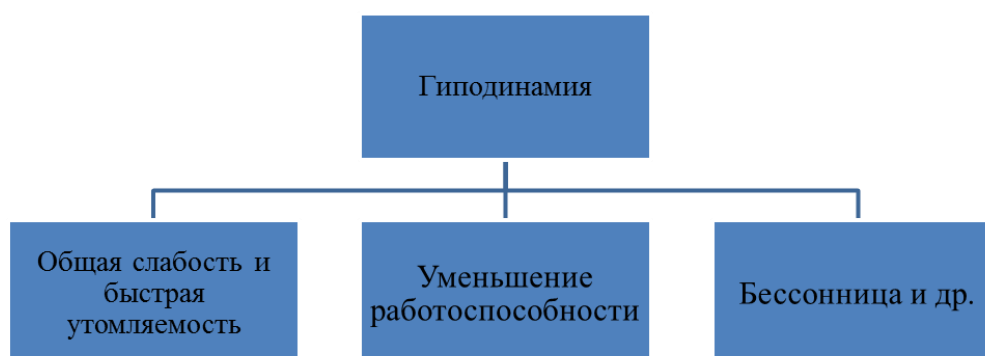 Гиподинамия
Общая слабость и
быстрая
утомляемость
Уменьшение
работоспособности
Бессонница и др.